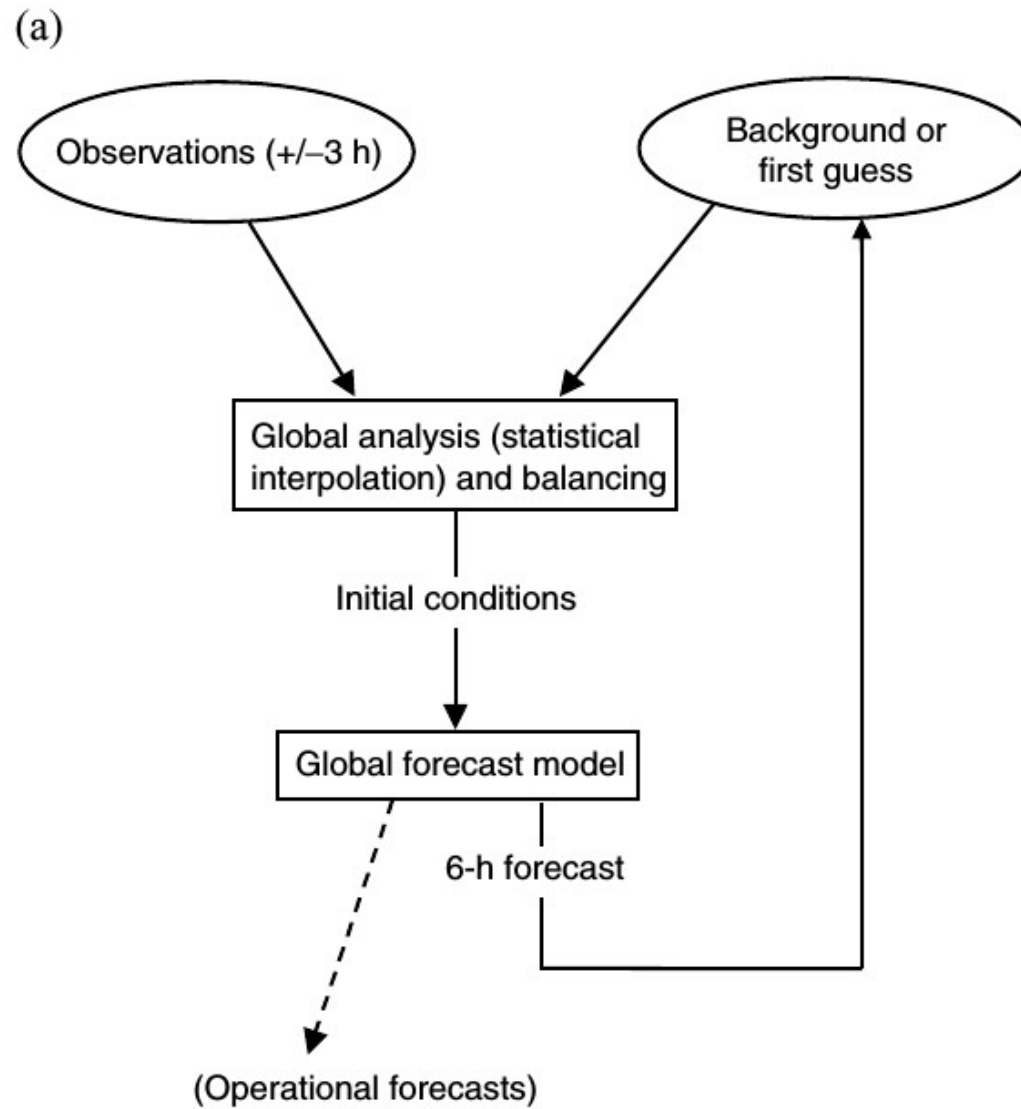 (a)
Observations (+/–3 h)
Background or
first guess
Global analysis (statistical
interpolation) and balancing
Initial conditions
Global forecast model
6-h forecast
(Operational forecasts)